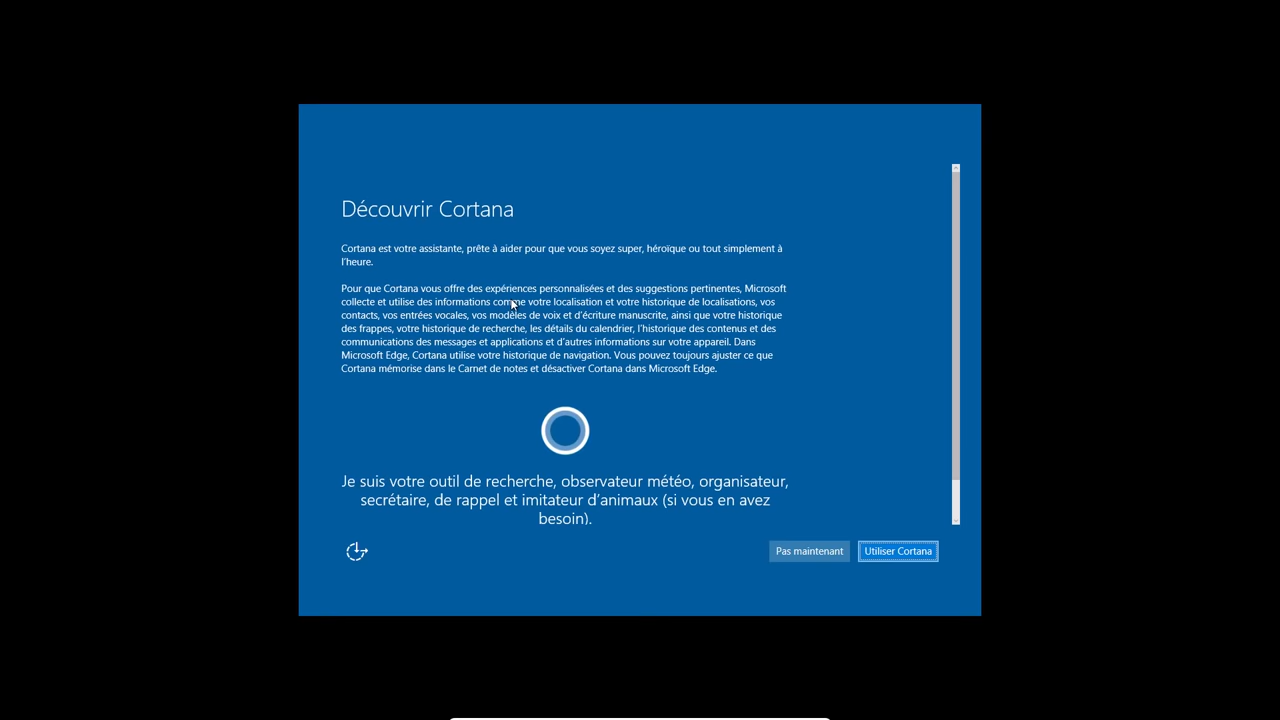 Découvrir Cortana
Cortana est votre assistante, prête à aider pour que vous soyez super, héroïque ou tout simplement à
l'heure.
Pour que Cortana vous offre des expériences personnalisées et des suggestions pertinentes, Microsoft
collecte et utilise des informations comme votre localisation et votre historique de localisations, vos
contacts, vos entrées vocales, vos modèles de voix et d'écriture manuscrite, ainsi que votre historique
des frappes, votre historique de recherche, les détails du calendrier, l'historique des contenus et des
communications des messages et applications et d'autres informations sur votre appareil. Dans
Microsoft Edge, Cortana utilise votre historique de navigation. Vous pouvez toujours ajuster ce que
Cortana mémorise dans le Carnet de notes et désactiver Cortana dans Microsoft Edge.
Je suis votre outil de recherche, observateur météo, organisateur,
secrétaire, de rappel et imitateur d'animaux (si vous en avez
besoin).
Pas maintenant
Utiliser Cortana